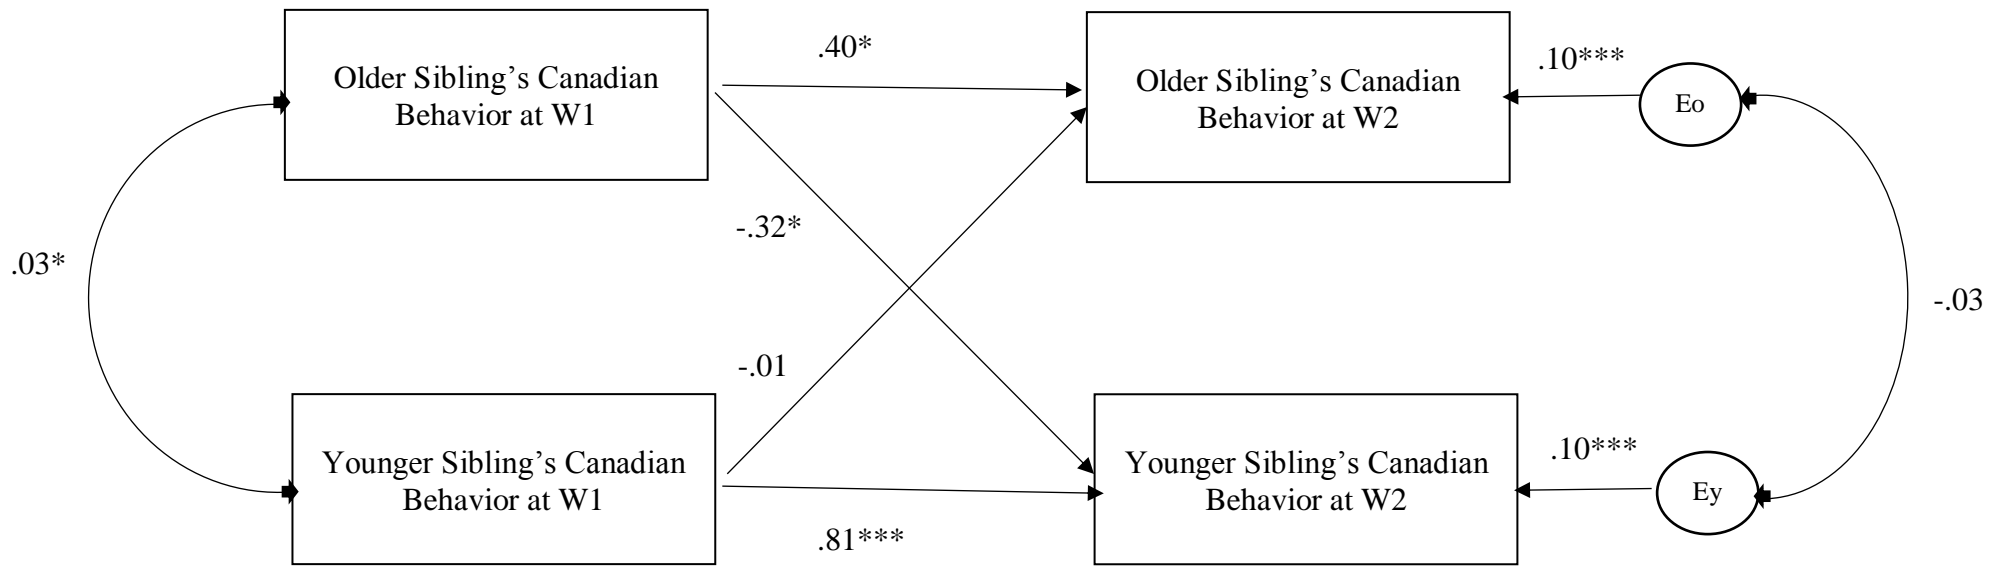 .40*
.10***
Older Sibling’s Canadian
Behavior at W1
Older Sibling’s Canadian
Behavior at W2
Eo
-.32*
.03*
-.03
-.01
Younger Sibling’s Canadian
Behavior at W1
Younger Sibling’s Canadian
Behavior at W2
.10***
Ey
.81***